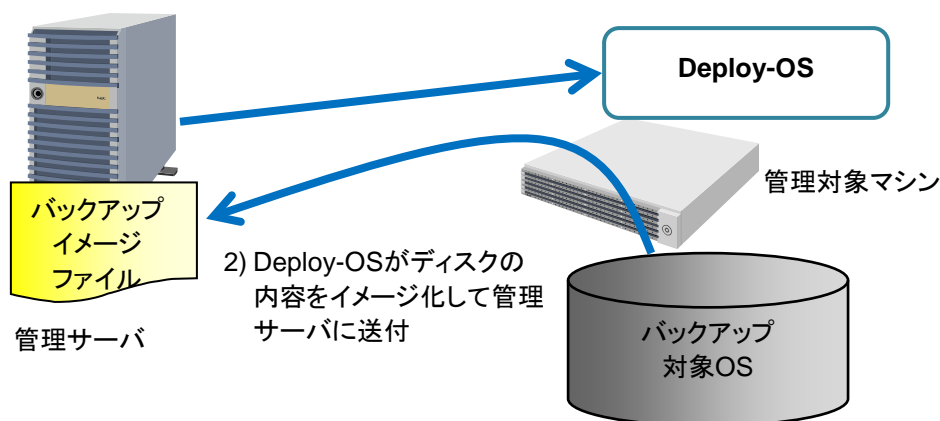 Deploy-OS
管理対象マシン
バックアップ
イメージ
ファイル
管理サーバ
2) Deploy-OSがディスクの
内容をイメージ化して管理
サーバに送付
バックアップ
対象OS